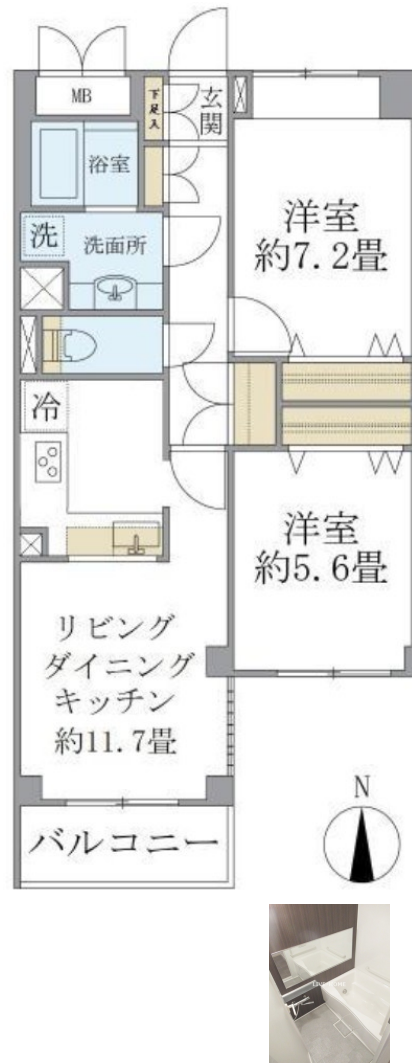 MB
下足入
玄関
浴室
洗
洗面所
洋室
約7.2畳
冷
洋室
約5.6畳
リビング
ダイニング
キッチン
約11.7畳
バルコニー
N